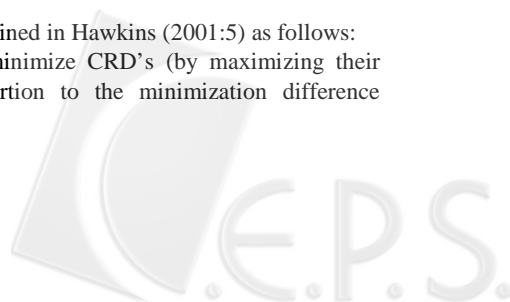 ined in Hawkins (2001:5) as follows:
inimize CRD's (by maximizing their
rtion to the minimization difference
C.E.P.S.